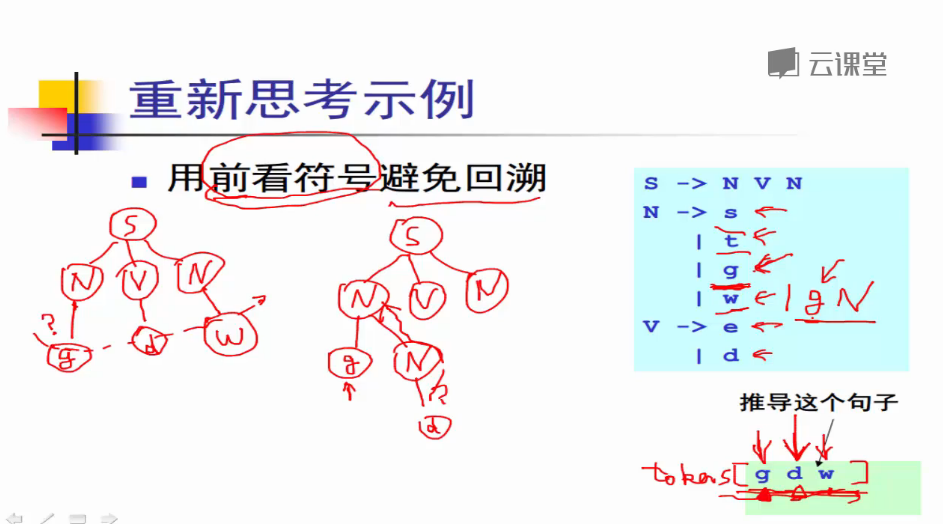 云课堂
重新思考示例
用前看符号避免回溯
S -> N V N
N -> s
| t
| g
| w | g N
V -> e
| d
S
N V N
?
g d w
S
N V N
g N
?
d
推导这个句子
tokens[ g d w ]